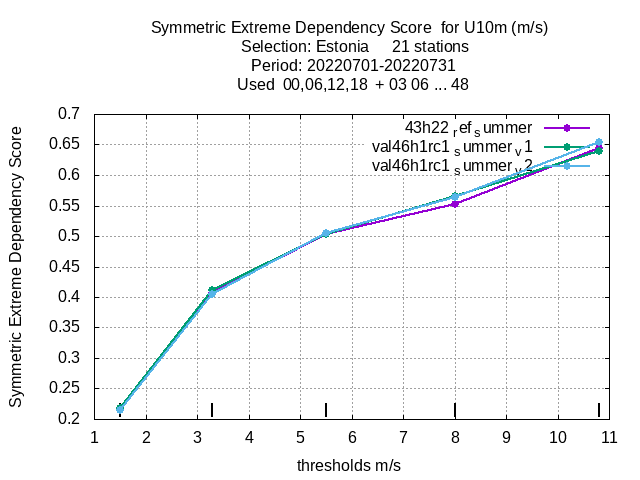 Symmetric Extreme Dependency Score  for U10m (m/s)
Selection: Estonia     21 stations
Period: 20220701-20220731
Used  00,06,12,18  + 03 06 ... 48
43h22 ref summer
val46h1rc1 summer v1
val46h1rc1 summer v2
Symmetric Extreme Dependency Score
0.7
0.65
0.6
0.55
0.5
0.45
0.4
0.35
0.3
0.25
0.2
1 2 3 4 5 6 7 8 9 10 11
thresholds m/s